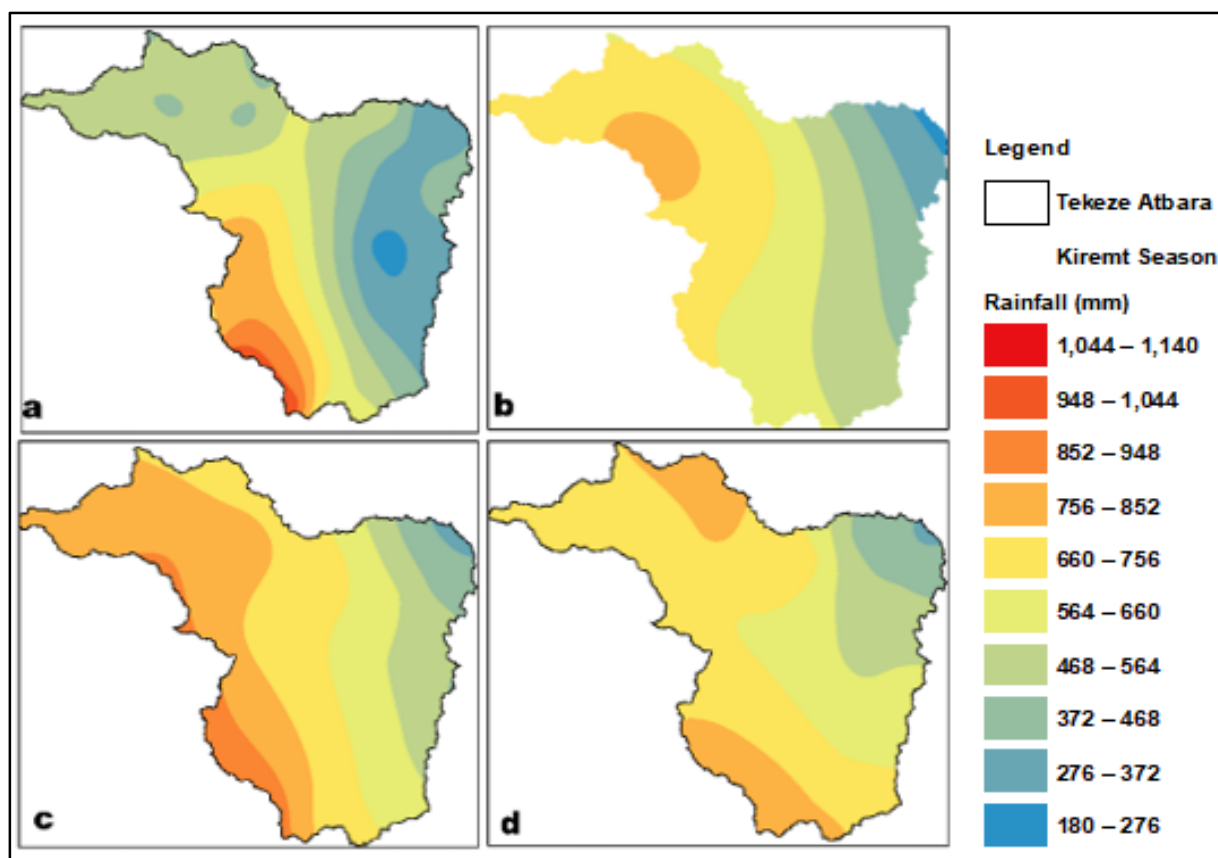 a
b
c
d
Legend
Tekeze Atbara
Kiremt Season
Rainfall (mm)
1,044 – 1,140
948 – 1,044
852 – 948
756 – 852
660 – 756
564 – 660
468 – 564
372 – 468
276 – 372
180 – 276